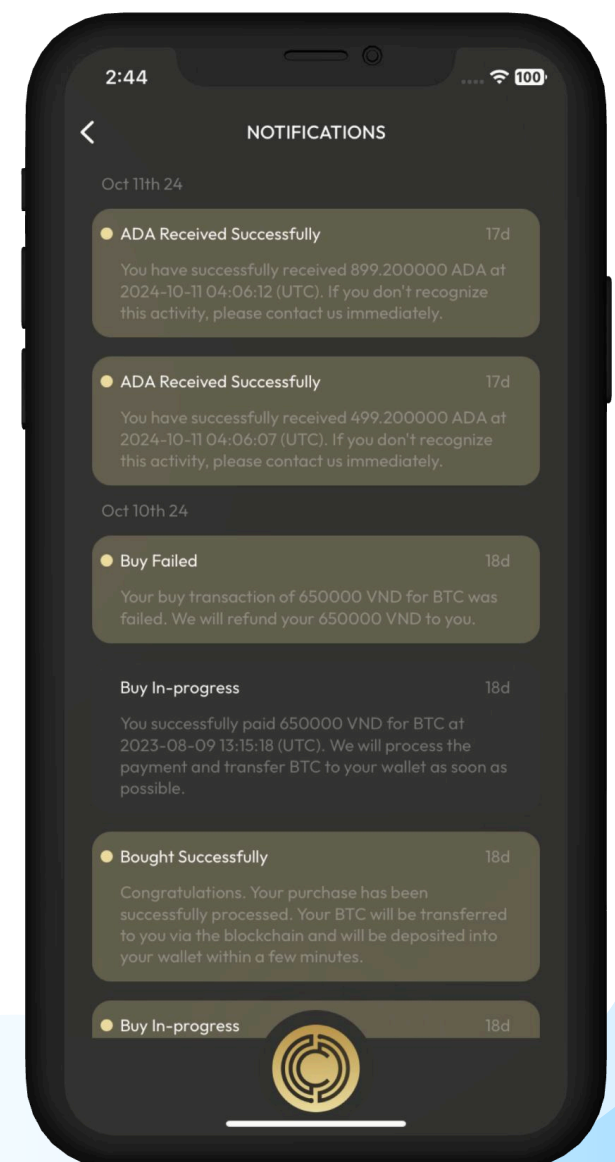 2:44
100
NOTIFICATIONS
Oct 11th 24
ADA Received Successfully 17d
You have successfully received 899.200000 ADA at
2024-10-11 04:06:12 (UTC). If you don't recognize
this activity, please contact us immediately.
ADA Received Successfully 17d
You have successfully received 499.200000 ADA at
2024-10-11 04:06:07 (UTC). If you don't recognize
this activity, please contact us immediately.
Oct 10th 24
Buy Failed 18d
Your buy transaction of 650000 VND for BTC was
failed. We will refund your 650000 VND to you.
Buy In-progress 18d
You successfully paid 650000 VND for BTC at
2023-08-09 13:15:18 (UTC). We will process the
payment and transfer BTC to your wallet as soon as
possible.
Bought Successfully 18d
Congratulations. Your purchase has been
successfully processed. Your BTC will be transferred
to you via the blockchain and will be deposited into
your wallet within a few minutes.
Buy In-progress 18d